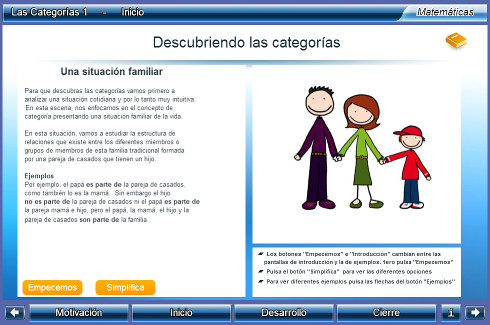 Las Categorías 1 - Inicio
Matemáticas
Descubriendo las categorías
Una situación familiar
Para que descubras las categorías vamos primero a
analizar una situación cotidiana y por lo tanto muy intuitiva.
En esta escena, nos enfocamos en el concepto de
categoría presentando una situación familiar de la vida.
En esta situación, vamos a estudiar la estructura de
relaciones que existe entre los diferentes miembros o
grupos de miembros de esta familia tradicional formada
por una pareja de casados que tienen un hijo.
Ejemplos
Por ejemplo, el papá es parte de la pareja de casados,
como también lo es la mamá. Sin embargo el hijo
no es parte de la pareja de casados ni el papá es parte de
la pareja mamá e hijo, pero el papá, la mamá, el hijo y la
pareja de casados son parte de la familia.
Los botones "Empecemos" e "Introducción" cambian entre las
pantallas de introducción y la de ejemplos. 1ero pulsa "Empecemos"
Pulsa el botón "Simplifica" para ver las diferentes opciones
Para ver diferentes ejemplos pulsa las flechas del botón "Ejemplos"
Empecemos
Simplifica
Motivación
Inicio
Desarrollo
Cierre
i